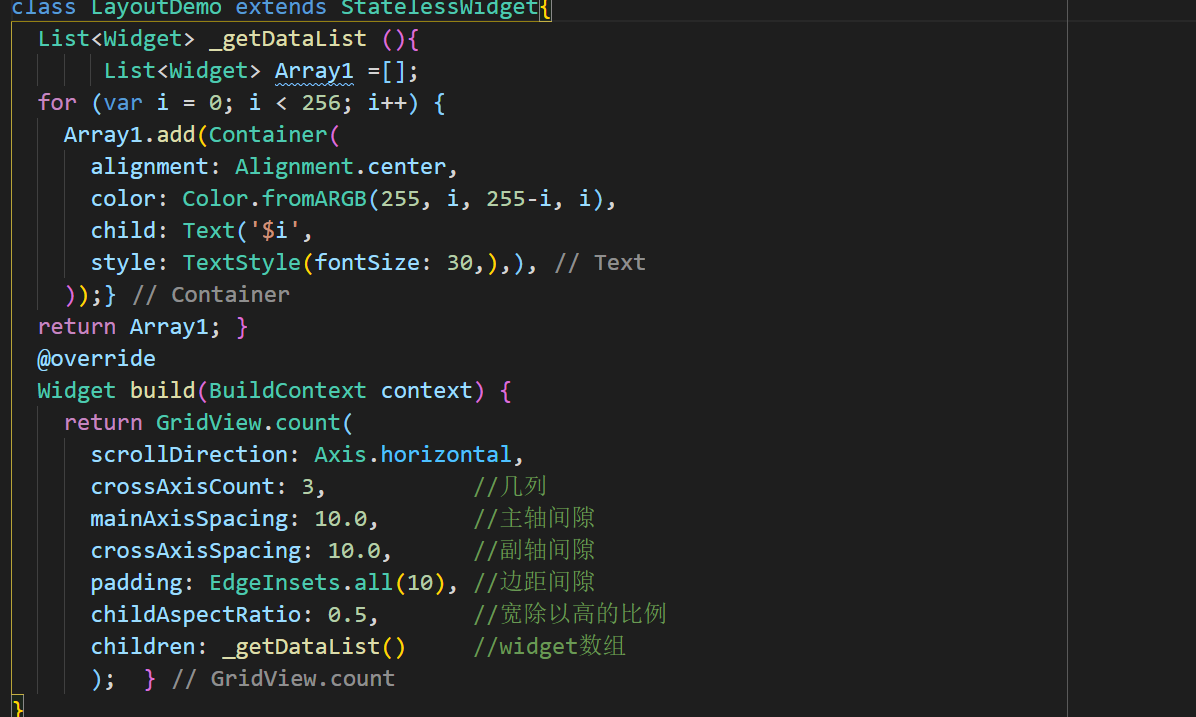 class LayoutDemo extends StatelessWidget{
List<Widget> _getDataList (){
List<Widget> Array1 =[];
for (var i = 0; i < 256; i++) {
Array1.add(Container(
alignment: Alignment.center,
color: Color.fromARGB(255, i, 255-i, i),
child: Text('$i',
style: TextStyle(fontSize: 30,),), // Text
));} // Container
return Array1; }
@override
Widget build(BuildContext context) {
return GridView.count(
scrollDirection: Axis.horizontal,
crossAxisCount: 3, //几列
mainAxisSpacing: 10.0, //主轴间隙
crossAxisSpacing: 10.0, //副轴间隙
padding: EdgeInsets.all(10), //边距间隙
childAspectRatio: 0.5, //宽除以高的比例
children: _getDataList() //widget数组
); } // GridView.count
}